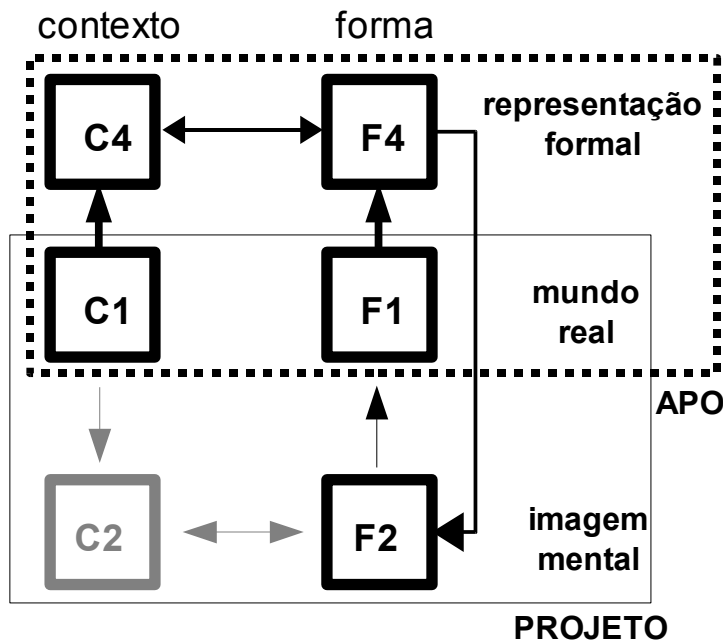 contexto forma
C4 F4 representação
formal
C1 F1 mundo
real
APO
C2 F2 imagem
mental
PROJETO